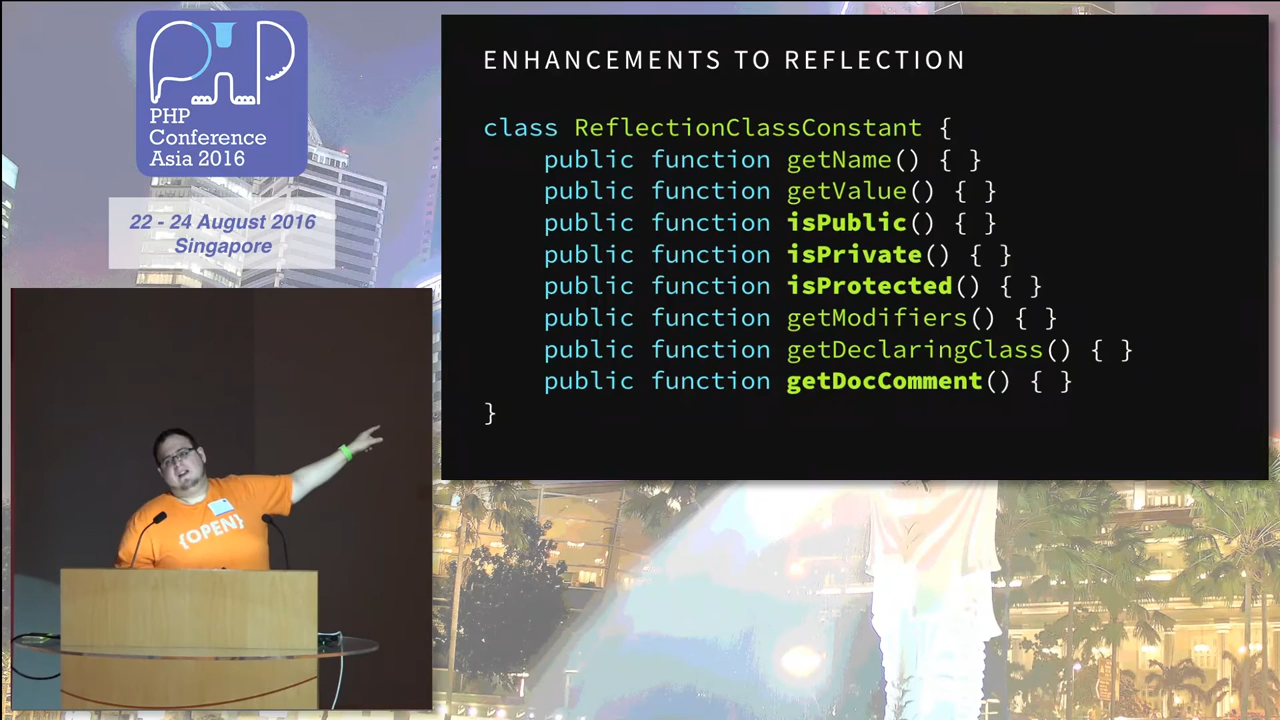 PHP
Conference
Asia 2016
22 - 24 August 2016
Singapore
{OPEN}
ENHANCEMENTS TO REFLECTION
class ReflectionClassConstant {
    public function getName() { }
    public function getValue() { }
    public function isPublic() { }
    public function isPrivate() { }
    public function isProtected() { }
    public function getModifiers() { }
    public function getDeclaringClass() { }
    public function getDocComment() { }
}